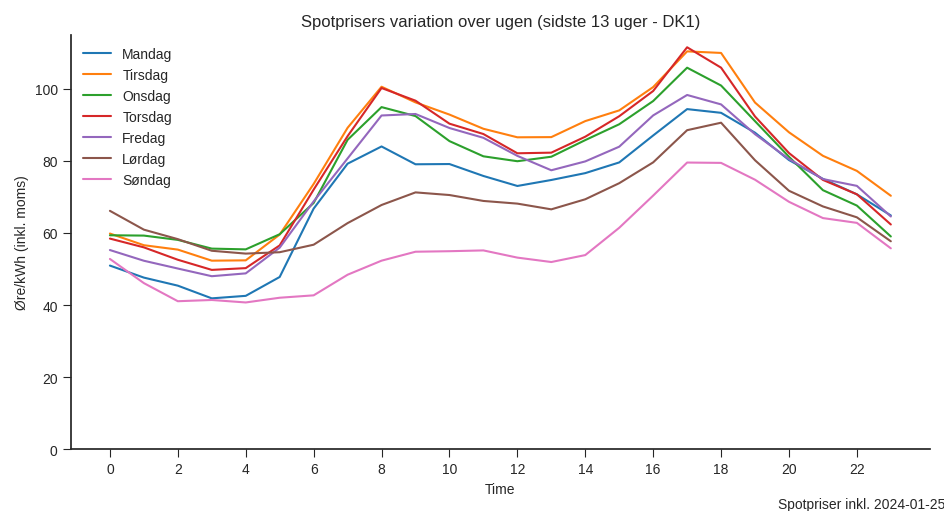 Spotprisers variation over ugen (sidste 13 uger - DK1)
Mandag
Tirsdag
Onsdag
Torsdag
Fredag
Lørdag
Søndag
Øre/kWh (inkl. moms)
100
80
60
40
20
0
0 2 4 6 8 10 12 14 16 18 20 22
Time
Spotpriser inkl. 2024-01-25